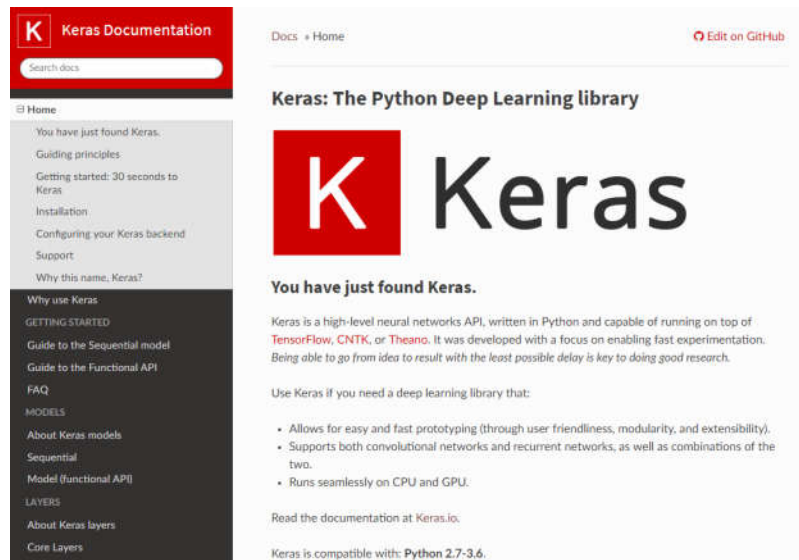 K Keras Documentation
Search docs
Home
You have just found Keras.
Guiding principles
Getting started: 30 seconds to
Keras
Installation
Configuring your Keras backend
Support
Why this name, Keras?
Why use Keras
GETTING STARTED
Guide to the Sequential model
Guide to the Functional API
FAQ
MODELS
About Keras models
Sequential
Model (functional API)
LAYERS
About Keras layers
Core Layers
Docs » Home
Edit on GitHub
Keras: The Python Deep Learning library
K Keras
You have just found Keras.
Keras is a high-level neural networks API, written in Python and capable of running on top of
TensorFlow, CNTK, or Theano. It was developed with a focus on enabling fast experimentation.
Being able to go from idea to result with the least possible delay is key to doing good research.
Use Keras if you need a deep learning library that:
• Allows for easy and fast prototyping (through user friendliness, modularity, and extensibility).
• Supports both convolutional networks and recurrent networks, as well as combinations of the
two.
• Runs seamlessly on CPU and GPU.
Read the documentation at Keras.io.
Keras is compatible with: Python 2.7-3.6.